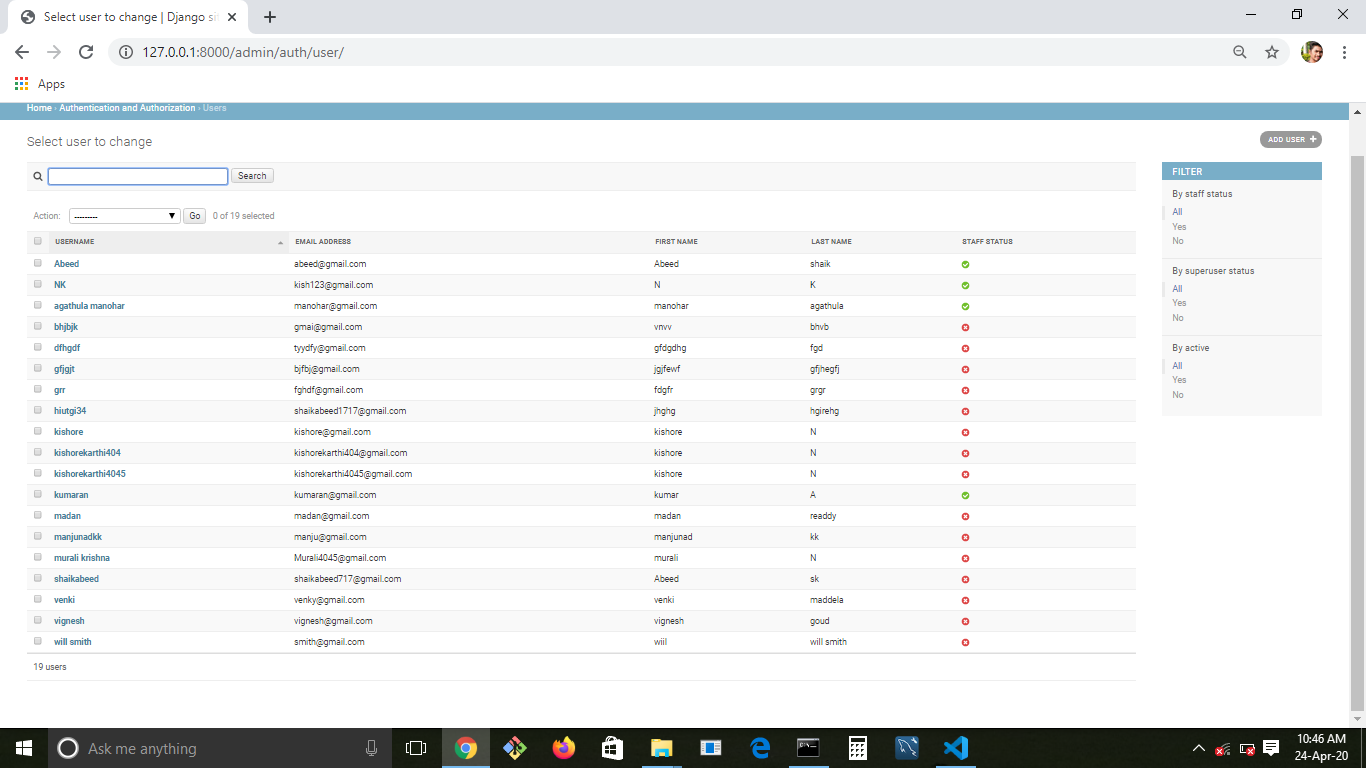 Select user to change | Django si
127.0.0.1:8000/admin/auth/user/
Apps
Home › Authentication and Authorization › Users
Select user to change
ADD USER +
Search
Action: --------- Go 0 of 19 selected
USERNAME EMAIL ADDRESS FIRST NAME LAST NAME STAFF STATUS
Abeed abeed@gmail.com Abeed shaik
NK kish123@gmail.com N K
agathula manohar manohar@gmail.com manohar agathula
bhjbjk gmai@gmail.com vnvv bhvb
dfhgdf tyydfy@gmail.com gfdgdhg fgd
gfjgjt bjfbj@gmail.com jgjfewf gfjhegfj
grr fghdf@gmail.com fdgfr grgr
hiutgi34 shaikabeed1717@gmail.com jhghg hgirehg
kishore kishore@gmail.com kishore N
kishorekarthi404 kishorekarthi404@gmail.com kishore N
kishorekarthi4045 kishorekarthi4045@gmail.com kishore N
kumaran kumaran@gmail.com kumar A
madan madan@gmail.com madan readdy
manjunadkk manju@gmail.com manjunad kk
murali krishna Murali4045@gmail.com murali N
shaikabeed shaikabeed717@gmail.com Abeed sk
venki venky@gmail.com venki maddela
vignesh vignesh@gmail.com vignesh goud
will smith smith@gmail.com wiil will smith
19 users
FILTER
By staff status
All
Yes
No
By superuser status
All
Yes
No
By active
All
Yes
No
Ask me anything
10:46 AM
24-Apr-20